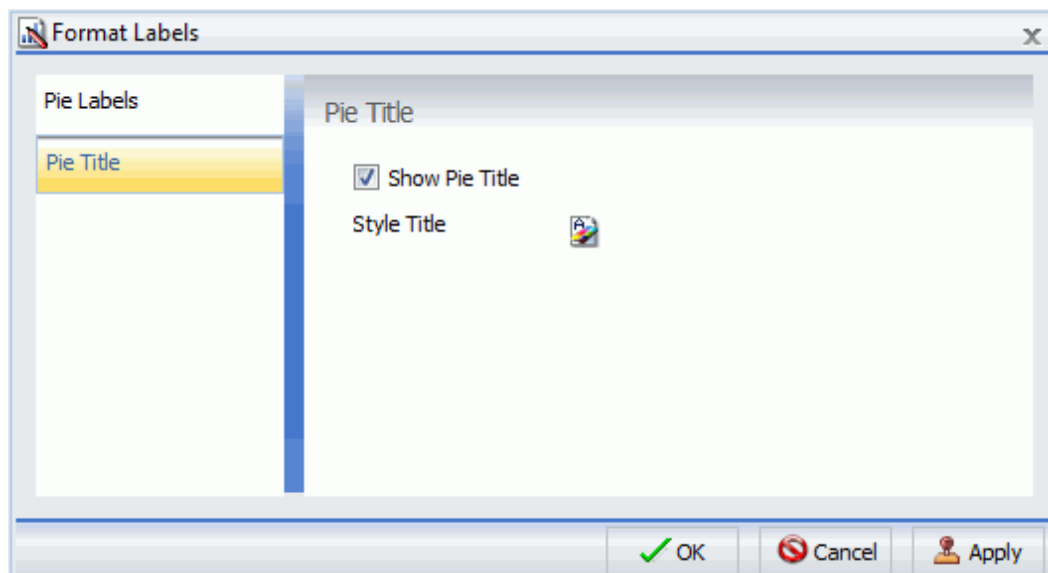 Format Labels
Pie Labels
Pie Title
Pie Title
Show Pie Title
Style Title
OK
Cancel
Apply